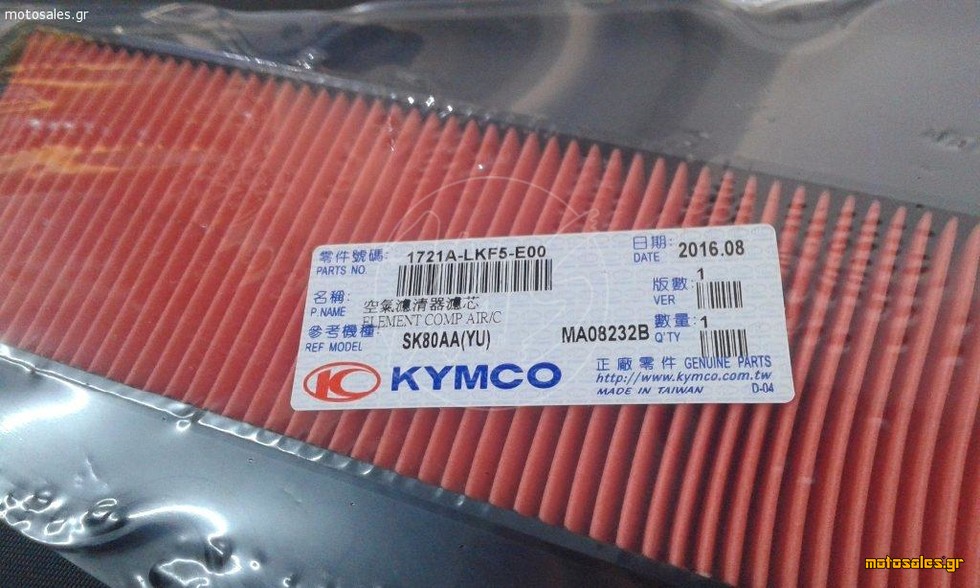 motosales.gr
零件號碼: 1721A-LKF5-E00
PARTS NO.
日期: 2016.08
DATE
名稱: 空氣濾清器濾芯
P.NAME ELEMENT COMP AIR/C
版數: 1
VER
參考機種: SK80AA(YU) MA08232B
REF MODEL
數量: 1
Q'TY
KYMCO
正廠零件 GENUINE PARTS
http://www.kymco.com.tw
MADE IN TAIWAN D-04
motosales.gr